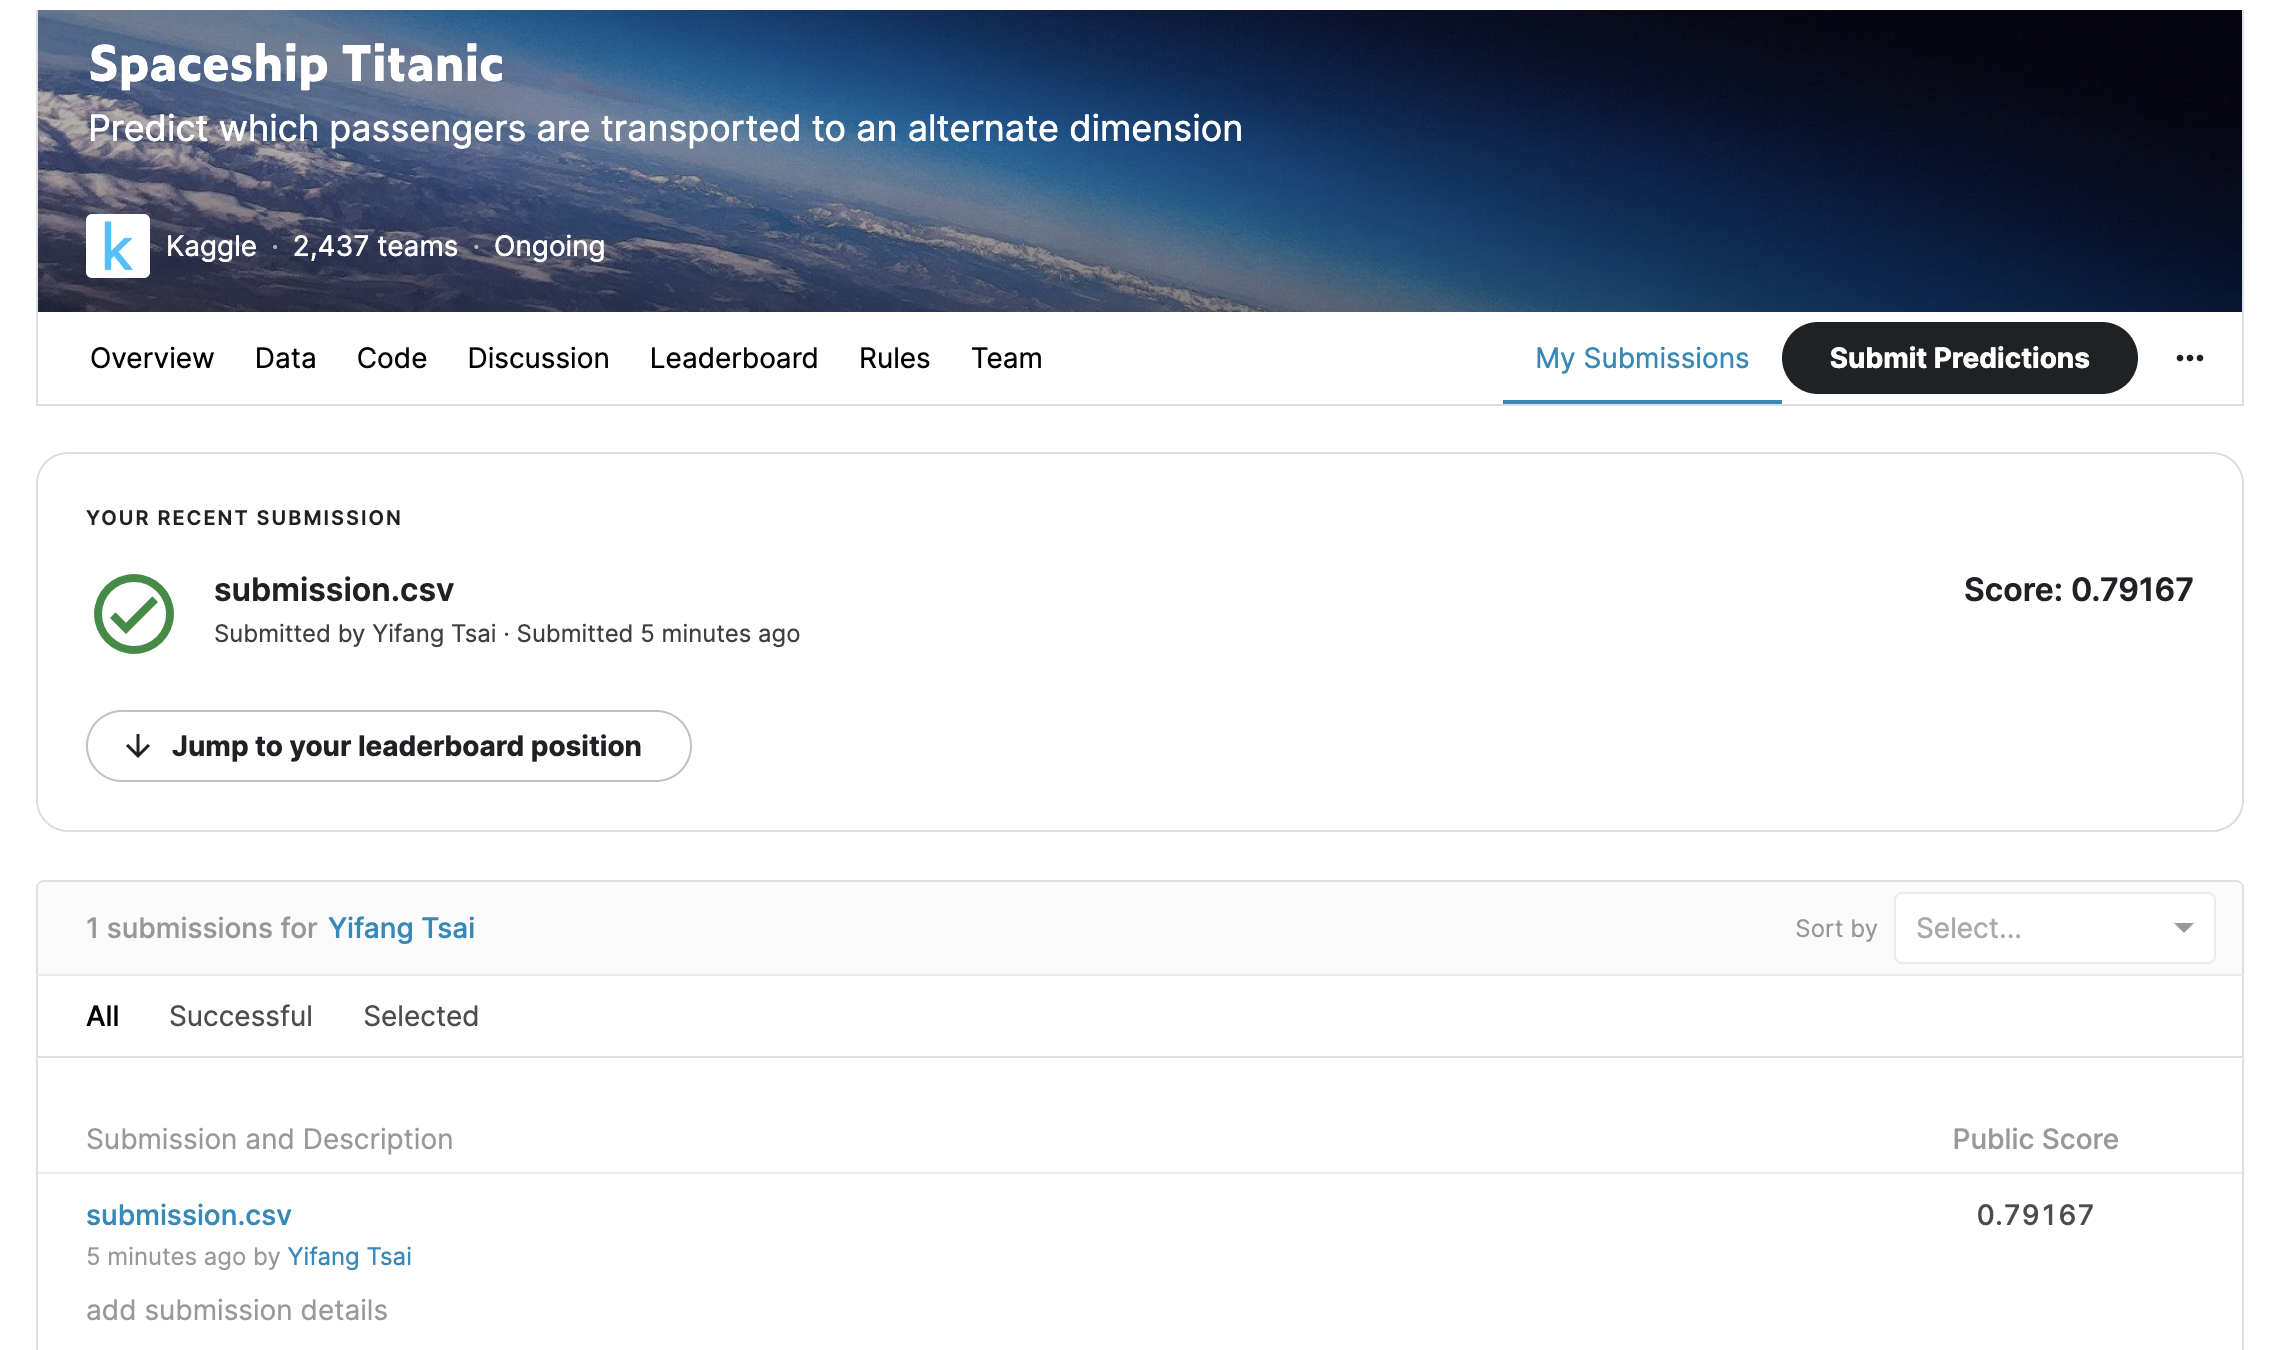 Spaceship Titanic
Predict which passengers are transported to an alternate dimension
k Kaggle · 2,437 teams · Ongoing
Overview Data Code Discussion Leaderboard Rules Team My Submissions Submit Predictions
YOUR RECENT SUBMISSION
submission.csv Score: 0.79167
Submitted by Yifang Tsai · Submitted 5 minutes ago
Jump to your leaderboard position
1 submissions for Yifang Tsai Sort by Select...
All Successful Selected
Submission and Description Public Score
submission.csv 0.79167
5 minutes ago by Yifang Tsai
add submission details